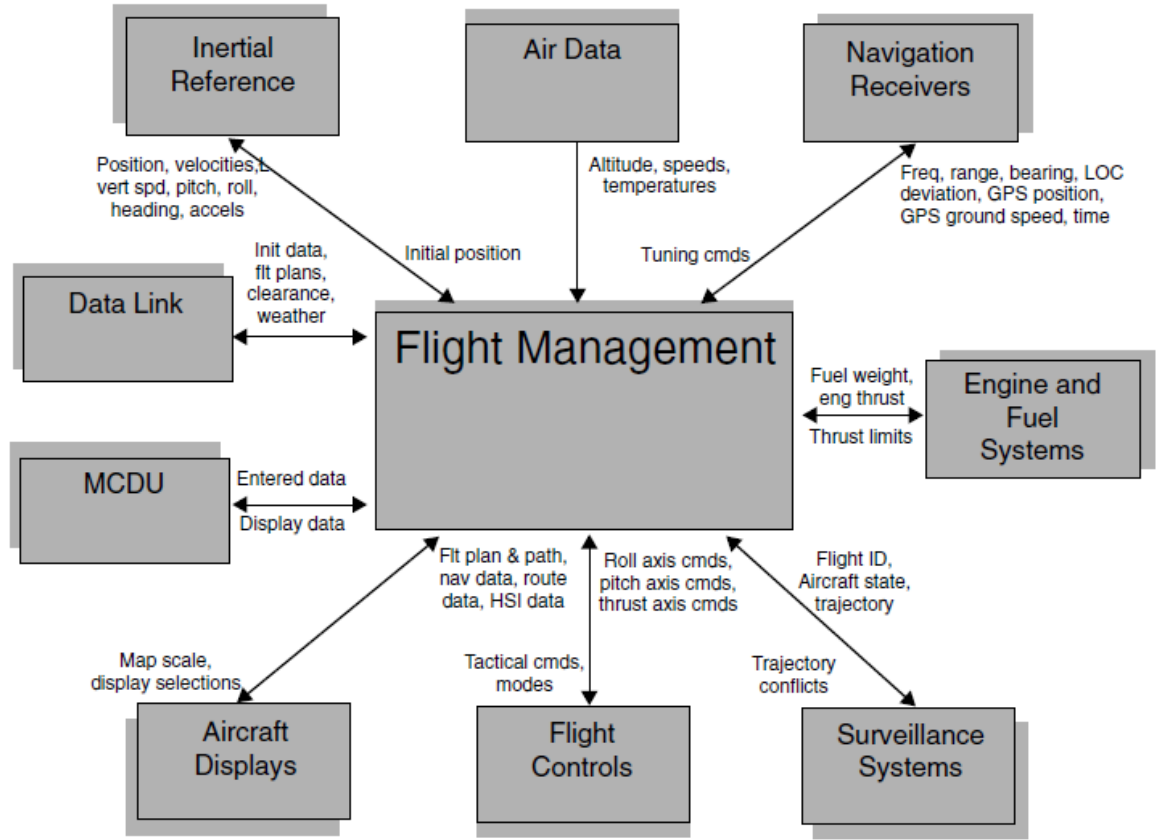 Inertial
Reference
Air Data
Navigation
Receivers
Position, velocities,
vert spd, pitch, roll,
heading, accels
Altitude, speeds,
temperatures
Freq, range, bearing, LOC
deviation, GPS position,
GPS ground speed, time
Initial position
Tuning cmds
Data Link
Init data,
flt plans,
clearance,
weather
Flight Management
Fuel weight,
eng thrust
Thrust limits
Engine and
Fuel
Systems
MCDU
Entered data
Display data
Flt plan & path,
nav data, route
data, HSI data
Roll axis cmds,
pitch axis cmds,
thrust axis cmds
Flight ID,
Aircraft state,
trajectory
Map scale,
display selections
Tactical cmds,
modes
Trajectory
conflicts
Aircraft
Displays
Flight
Controls
Surveillance
Systems